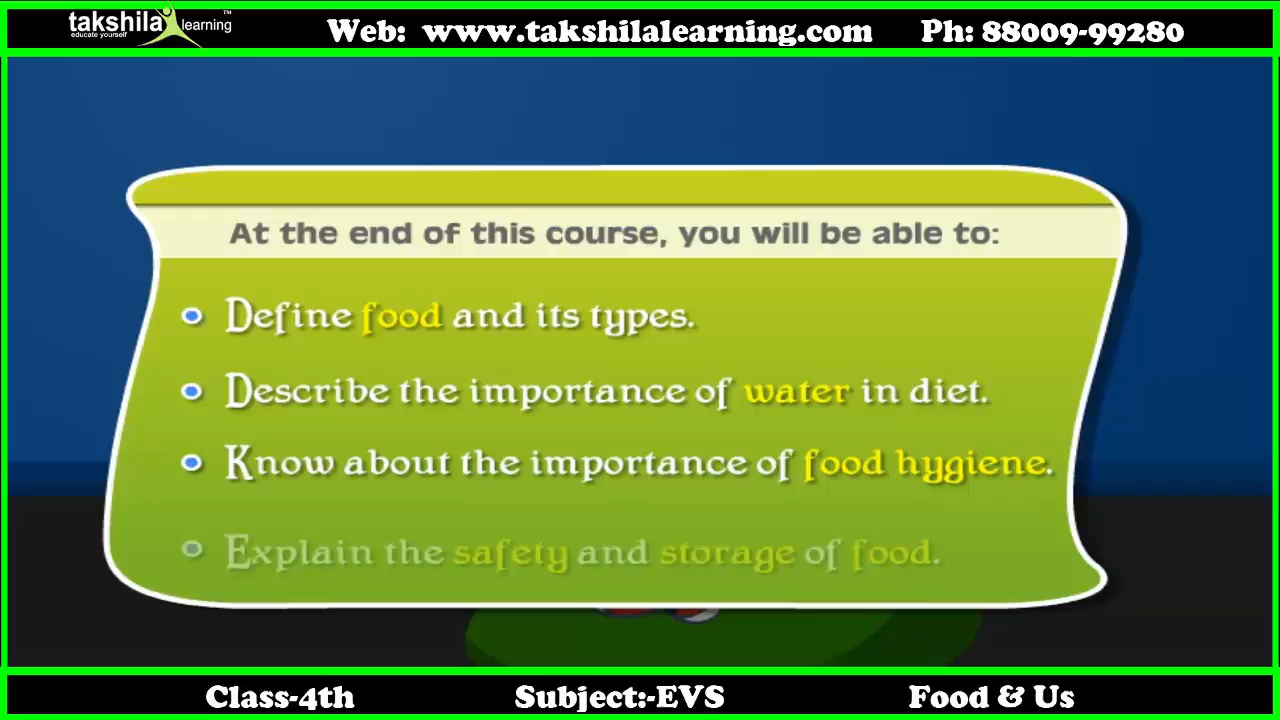 takshila learning ™
educate yourself
Web: www.takshilalearning.com Ph: 88009-99280
At the end of this course, you will be able to:
Define food and its types.
Describe the importance of water in diet.
Know about the importance of food hygiene.
Explain the safety and storage of food.
Class-4th Subject:-EVS Food & Us